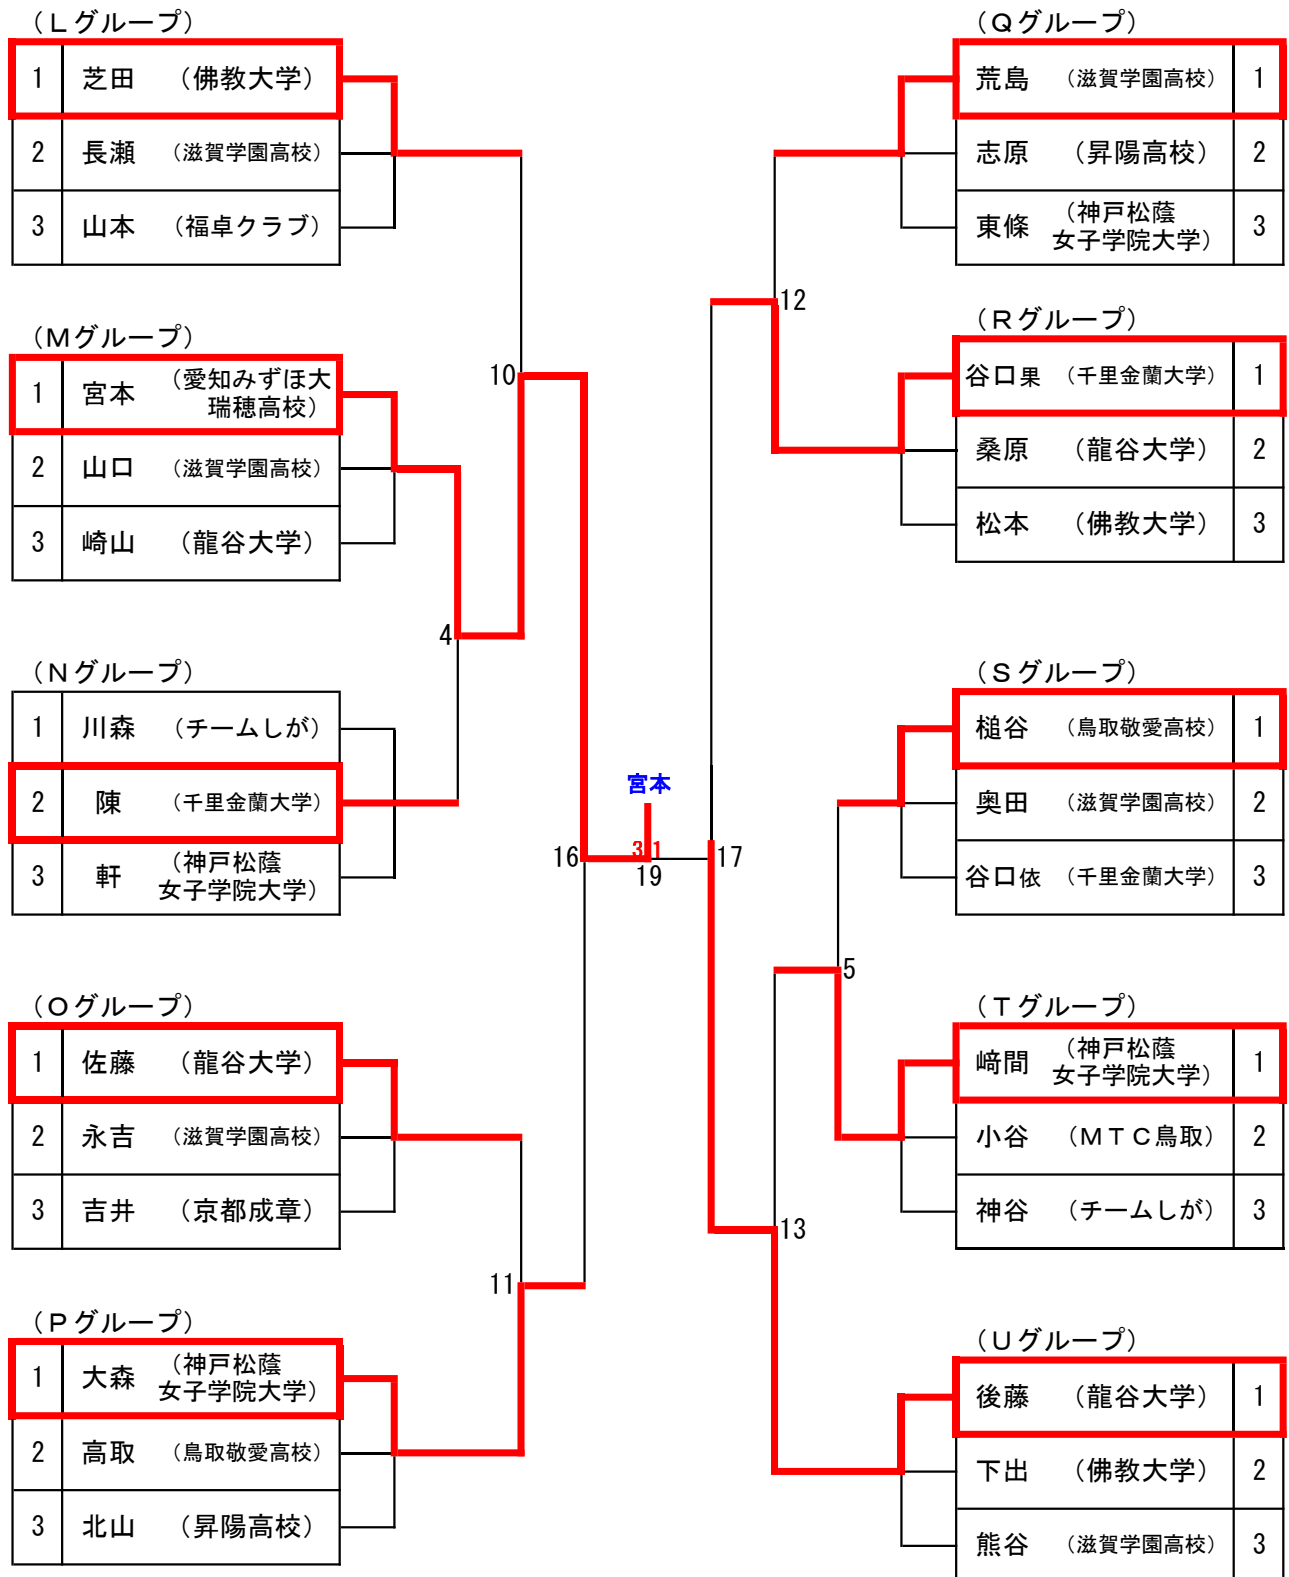 (Ｌグループ)
1 芝田 (佛教大学)
2 長瀬 (滋賀学園高校)
3 山本 (福卓クラブ)
(Ｍグループ)
1 宮本 (愛知みずほ大
瑞穂高校)
2 山口 (滋賀学園高校)
3 崎山 (龍谷大学)
(Ｎグループ)
1 川森 (チームしが)
2 陳 (千里金蘭大学)
3 軒 (神戸松蔭
女子学院大学)
(Ｏグループ)
1 佐藤 (龍谷大学)
2 永吉 (滋賀学園高校)
3 吉井 (京都成章)
(Ｐグループ)
1 大森 (神戸松蔭
女子学院大学)
2 高取 (鳥取敬愛高校)
3 北山 (昇陽高校)
10
4
11
16
宮本
3 1
19
17
12
5
13
(Ｑグループ)
荒島 (滋賀学園高校) 1
志原 (昇陽高校) 2
東條 (神戸松蔭
女子学院大学) 3
(Ｒグループ)
谷口果 (千里金蘭大学) 1
桑原 (龍谷大学) 2
松本 (佛教大学) 3
(Ｓグループ)
槌谷 (鳥取敬愛高校) 1
奥田 (滋賀学園高校) 2
谷口依 (千里金蘭大学) 3
(Ｔグループ)
﨑間 (神戸松蔭
女子学院大学) 1
小谷 (ＭＴＣ鳥取) 2
神谷 (チームしが) 3
(Ｕグループ)
後藤 (龍谷大学) 1
下出 (佛教大学) 2
熊谷 (滋賀学園高校) 3